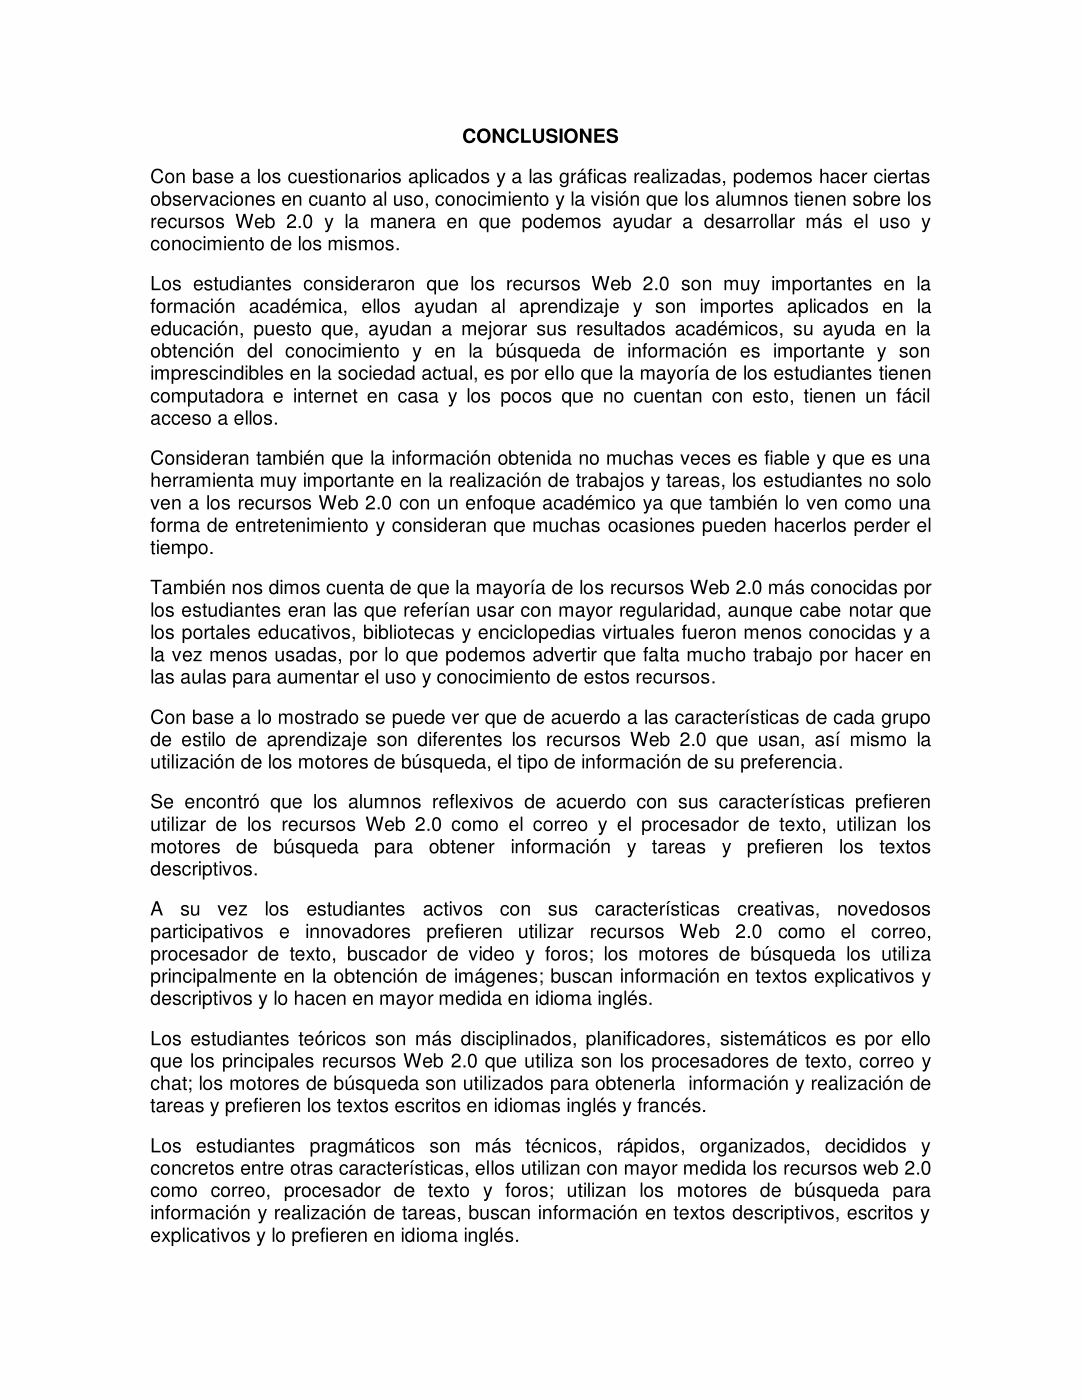 CONCLUSIONES
Con base a los cuestionarios aplicados y a las gráficas realizadas, podemos hacer ciertas
observaciones en cuanto al uso, conocimiento y la visión que los alumnos tienen sobre los
recursos Web 2.0 y la manera en que podemos ayudar a desarrollar más el uso y
conocimiento de los mismos.
Los estudiantes consideraron que los recursos Web 2.0 son muy importantes en la
formación académica, ellos ayudan al aprendizaje y son importes aplicados en la
educación, puesto que, ayudan a mejorar sus resultados académicos, su ayuda en la
obtención del conocimiento y en la búsqueda de información es importante y son
imprescindibles en la sociedad actual, es por ello que la mayoría de los estudiantes tienen
computadora e internet en casa y los pocos que no cuentan con esto, tienen un fácil
acceso a ellos.
Consideran también que la información obtenida no muchas veces es fiable y que es una
herramienta muy importante en la realización de trabajos y tareas, los estudiantes no solo
ven a los recursos Web 2.0 con un enfoque académico ya que también lo ven como una
forma de entretenimiento y consideran que muchas ocasiones pueden hacerlos perder el
tiempo.
También nos dimos cuenta de que la mayoría de los recursos Web 2.0 más conocidas por
los estudiantes eran las que referían usar con mayor regularidad, aunque cabe notar que
los portales educativos, bibliotecas y enciclopedias virtuales fueron menos conocidas y a
la vez menos usadas, por lo que podemos advertir que falta mucho trabajo por hacer en
las aulas para aumentar el uso y conocimiento de estos recursos.
Con base a lo mostrado se puede ver que de acuerdo a las características de cada grupo
de estilo de aprendizaje son diferentes los recursos Web 2.0 que usan, así mismo la
utilización de los motores de búsqueda, el tipo de información de su preferencia.
Se encontró que los alumnos reflexivos de acuerdo con sus características prefieren
utilizar de los recursos Web 2.0 como el correo y el procesador de texto, utilizan los
motores de búsqueda para obtener información y tareas y prefieren los textos
descriptivos.
A su vez los estudiantes activos con sus características creativas, novedosos
participativos e innovadores prefieren utilizar recursos Web 2.0 como el correo,
procesador de texto, buscador de video y foros; los motores de búsqueda los utiliza
principalmente en la obtención de imágenes; buscan información en textos explicativos y
descriptivos y lo hacen en mayor medida en idioma inglés.
Los estudiantes teóricos son más disciplinados, planificadores, sistemáticos es por ello
que los principales recursos Web 2.0 que utiliza son los procesadores de texto, correo y
chat; los motores de búsqueda son utilizados para obtenerla  información y realización de
tareas y prefieren los textos escritos en idiomas inglés y francés.
Los estudiantes pragmáticos son más técnicos, rápidos, organizados, decididos y
concretos entre otras características, ellos utilizan con mayor medida los recursos web 2.0
como correo, procesador de texto y foros; utilizan los motores de búsqueda para
información y realización de tareas, buscan información en textos descriptivos, escritos y
explicativos y lo prefieren en idioma inglés.